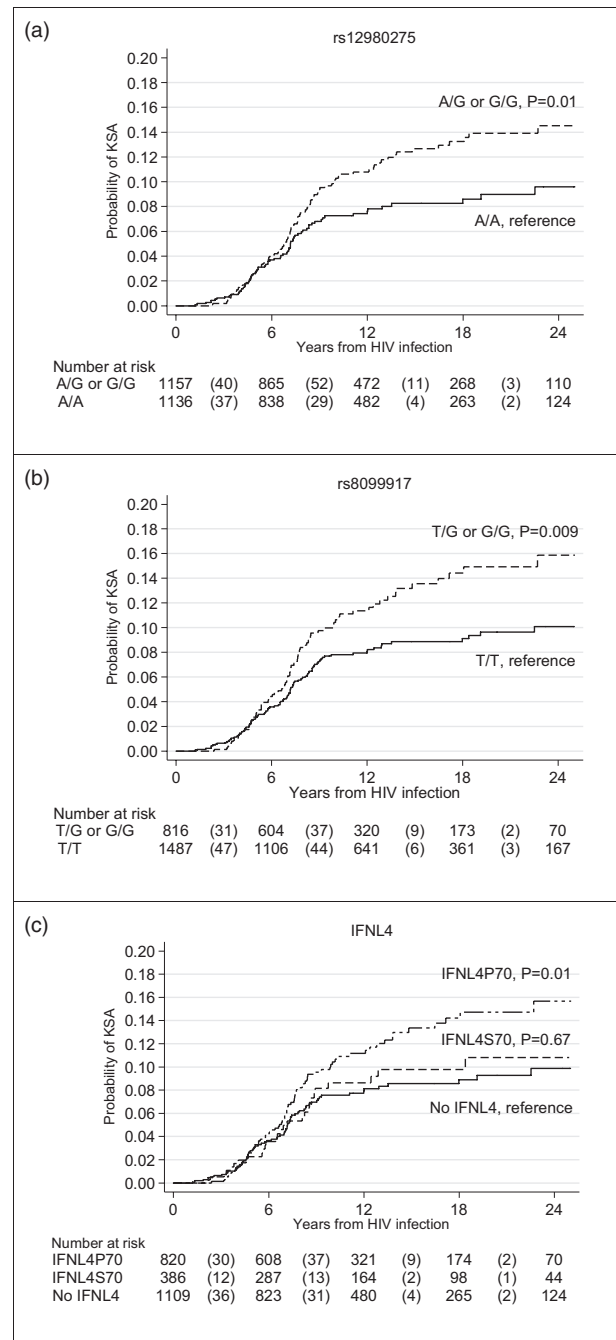 (a)
rs12980275
0.20
0.18
0.16
0.14
0.12
0.10
0.08
0.06
0.04
0.02
0.00
Probability of KSA
A/G or G/G, P=0.01
A/A, reference
0 6 12 18 24
Years from HIV infection
Number at risk
A/G or G/G 1157 (40) 865 (52) 472 (11) 268 (3) 110
A/A 1136 (37) 838 (29) 482 (4) 263 (2) 124
(b)
rs8099917
0.20
0.18
0.16
0.14
0.12
0.10
0.08
0.06
0.04
0.02
0.00
Probability of KSA
T/G or G/G, P=0.009
T/T, reference
0 6 12 18 24
Years from HIV infection
Number at risk
T/G or G/G 816 (31) 604 (37) 320 (9) 173 (2) 70
T/T 1487 (47) 1106 (44) 641 (6) 361 (3) 167
(c)
IFNL4
0.20
0.18
0.16
0.14
0.12
0.10
0.08
0.06
0.04
0.02
0.00
Probability of KSA
IFNL4P70, P=0.01
IFNL4S70, P=0.67
No IFNL4, reference
0 6 12 18 24
Years from HIV infection
Number at risk
IFNL4P70 820 (30) 608 (37) 321 (9) 174 (2) 70
IFNL4S70 386 (12) 287 (13) 164 (2) 98 (1) 44
No IFNL4 1109 (36) 823 (31) 480 (4) 265 (2) 124